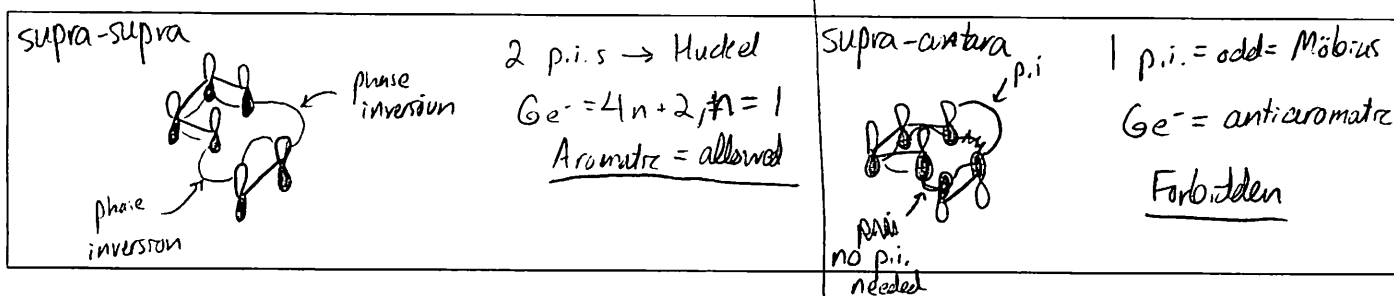 supra-supra
2 p.i.s → Huckel
phase
inversion
6e⁻ = 4n+2, n = 1
Aromatic = allowed
phase
inversion
supra-antara
p.i
1 p.i. = odd = Möbius
6e⁻ = antiaromatic
Forbidden
no p.i.
needed